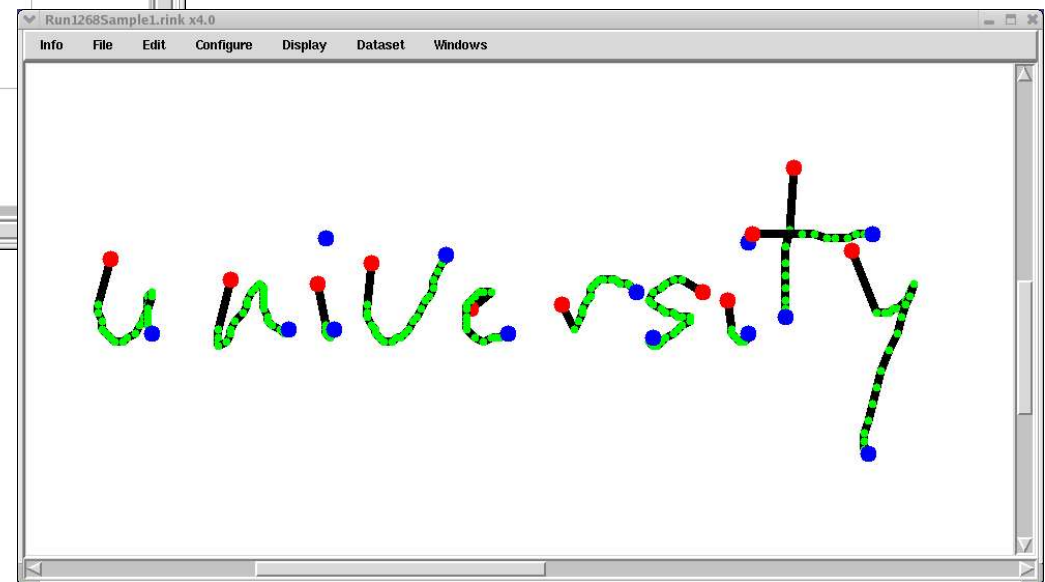 Run1268Sample1.rink x4.0
Info File Edit Configure Display Dataset Windows
university